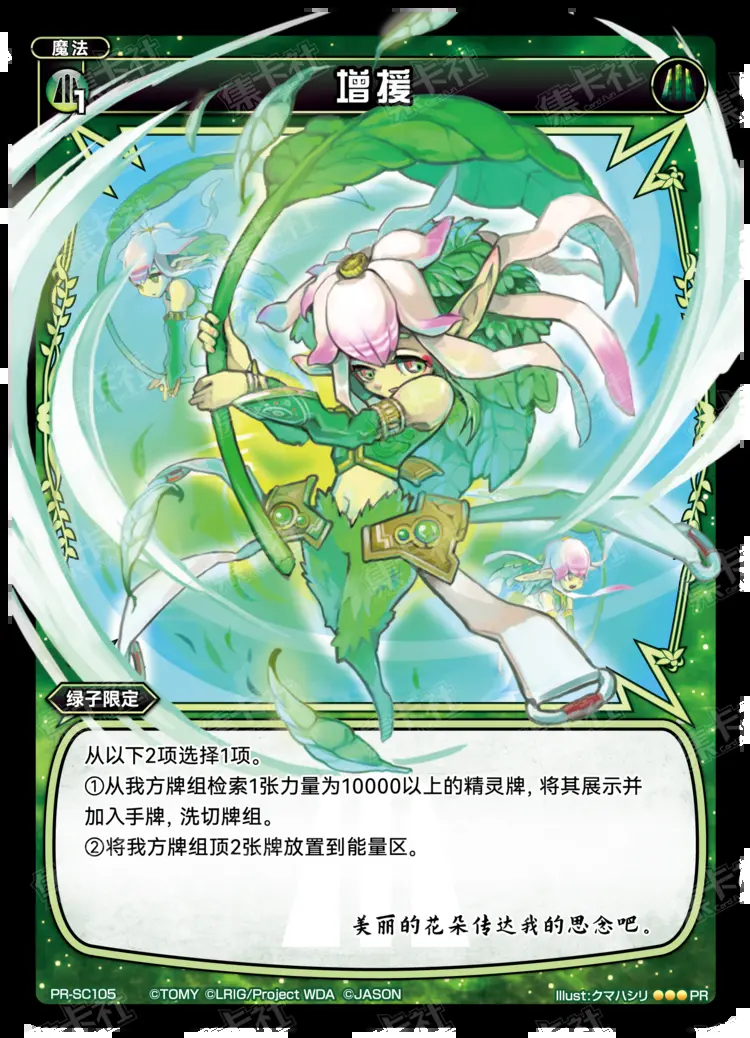 魔法
增援
1
绿子限定
从以下2项选择1项。
①从我方牌组检索1张力量为10000以上的精灵牌, 将其展示并
加入手牌, 洗切牌组。
②将我方牌组顶2张牌放置到能量区。
美丽的花朵传达我的思念吧。
PR-SC105 ©TOMY ©LRIG/Project WDA ©JASON Illust:クマハシリ PR
集卡社